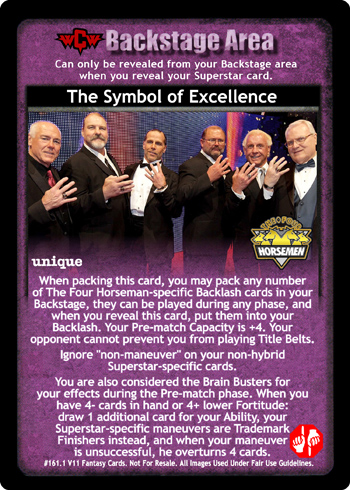 WCW Backstage Area
Can only be revealed from your Backstage area
when you reveal your Superstar card.
The Symbol of Excellence
THE FOUR
HORSEMEN
unique
When packing this card, you may pack any number
of The Four Horseman-specific Backlash cards in your
Backstage, they can be played during any phase, and
when you reveal this card, put them into your
Backlash. Your Pre-match Capacity is +4. Your
opponent cannot prevent you from playing Title Belts.
Ignore "non-maneuver" on your non-hybrid
Superstar-specific cards.
You are also considered the Brain Busters for
your effects during the Pre-match phase. When you
have 4- cards in hand or 4+ lower Fortitude:
draw 1 additional card for your Ability, your
Superstar-specific maneuvers are Trademark
Finishers instead, and when your maneuver
is unsuccessful, he overturns 4 cards.
#161.1 V11 Fantasy Cards. Not For Resale. All Images Used Under Fair Use Guidelines.